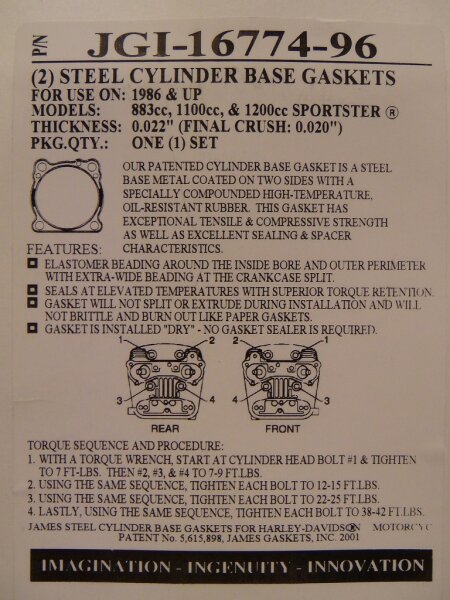 P/N JGI-16774-96
(2) STEEL CYLINDER BASE GASKETS
FOR USE ON: 1986 & UP
MODELS: 883cc, 1100cc, & 1200cc SPORTSTER ®
THICKNESS: 0.022" (FINAL CRUSH: 0.020")
PKG.QTY.: ONE (1) SET
OUR PATENTED CYLINDER BASE GASKET IS A STEEL
BASE METAL COATED ON TWO SIDES WITH A
SPECIALLY COMPOUNDED HIGH-TEMPERATURE,
OIL-RESISTANT RUBBER. THIS GASKET HAS
EXCEPTIONAL TENSILE & COMPRESSIVE STRENGTH
AS WELL AS EXCELLENT SEALING & SPACER
CHARACTERISTICS.
FEATURES:
ELASTOMER BEADING AROUND THE INSIDE BORE AND OUTER PERIMETER
WITH EXTRA-WIDE BEADING AT THE CRANKCASE SPLIT.
SEALS AT ELEVATED TEMPERATURES WITH SUPERIOR TORQUE RETENTION.
GASKET WILL NOT SPLIT OR EXTRUDE DURING INSTALLATION AND WILL
NOT BRITTLE AND BURN OUT LIKE PAPER GASKETS.
GASKET IS INSTALLED "DRY" - NO GASKET SEALER IS REQUIRED.
1 2 1 2
3 4 3 4
REAR FRONT
TORQUE SEQUENCE AND PROCEDURE:
1. WITH A TORQUE WRENCH, START AT CYLINDER HEAD BOLT #1 & TIGHTEN
TO 7 FT-LBS. THEN #2, #3, & #4 TO 7-9 FT.LBS.
2. USING THE SAME SEQUENCE, TIGHTEN EACH BOLT TO 12-15 FT.LBS.
3. USING THE SAME SEQUENCE, TIGHTEN EACH BOLT TO 22-25 FT.LBS.
4. LASTLY, USING THE SAME SEQUENCE, TIGHTEN EACH BOLT TO 38-42 FT.LBS.
JAMES STEEL CYLINDER BASE GASKETS FOR HARLEY-DAVIDSON® MOTORCYC
PATENT No. 5,615,898, JAMES GASKETS, INC. 2001
IMAGINATION - INGENUITY - INNOVATION